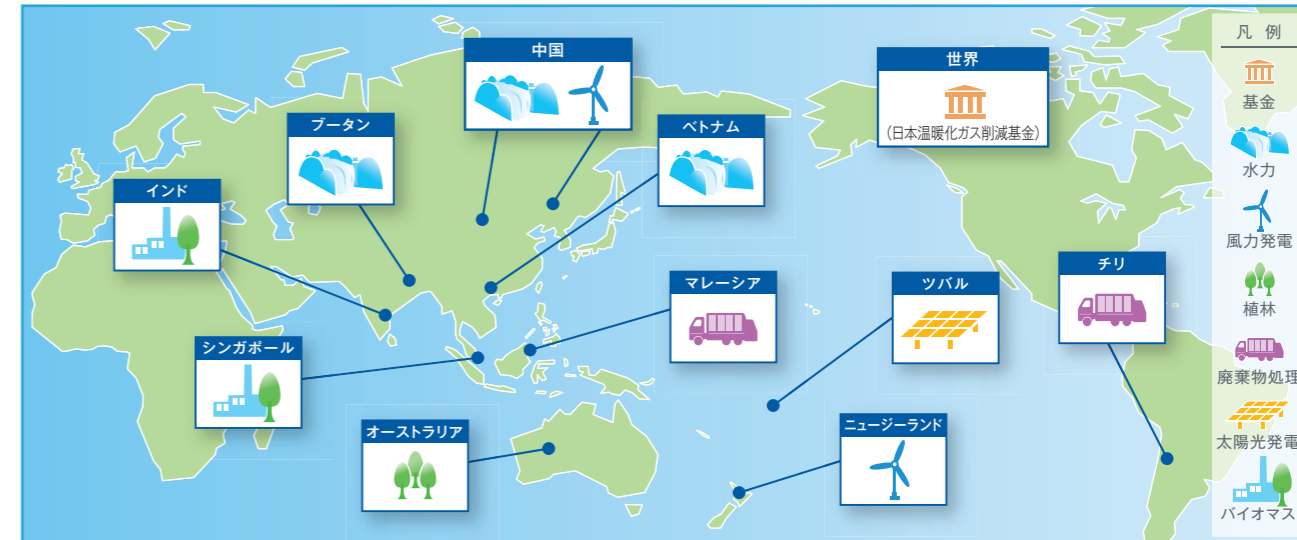 中国
世界
(日本温暖化ガス削減基金)
ブータン
ベトナム
インド
チリ
マレーシア
ツバル
シンガポール
オーストラリア
ニュージーランド
凡例
基金
水力
風力発電
植林
廃棄物処理
太陽光発電
バイオマス